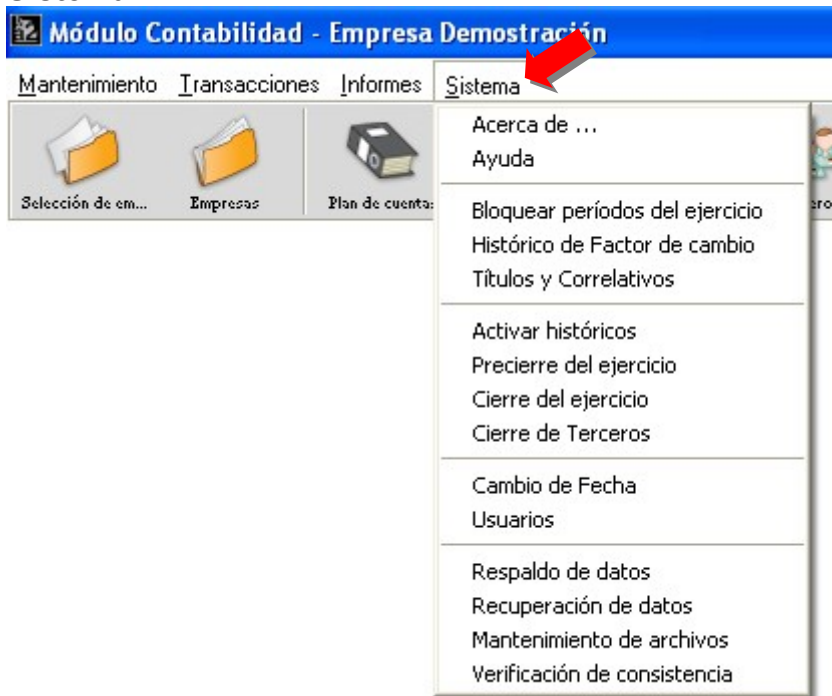 Módulo Contabilidad - Empresa Demostración
Mantenimiento Transacciones Informes Sistema
Selección de em... Empresas Plan de cuenta
Acerca de ...
Ayuda
Bloquear períodos del ejercicio
Histórico de Factor de cambio
Títulos y Correlativos
Activar históricos
Precierre del ejercicio
Cierre del ejercicio
Cierre de Terceros
Cambio de Fecha
Usuarios
Respaldo de datos
Recuperación de datos
Mantenimiento de archivos
Verificación de consistencia